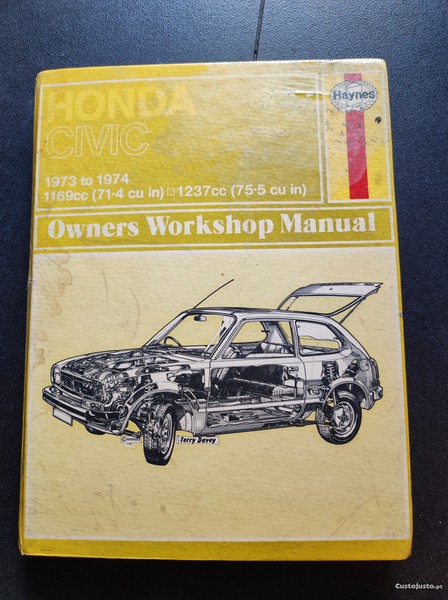 HONDA
CIVIC
Haynes
1973 to 1974
1169cc (71·4 cu in) □ 1237cc (75·5 cu in)
Owners Workshop Manual
Terry Davey
CustoJusto.pt